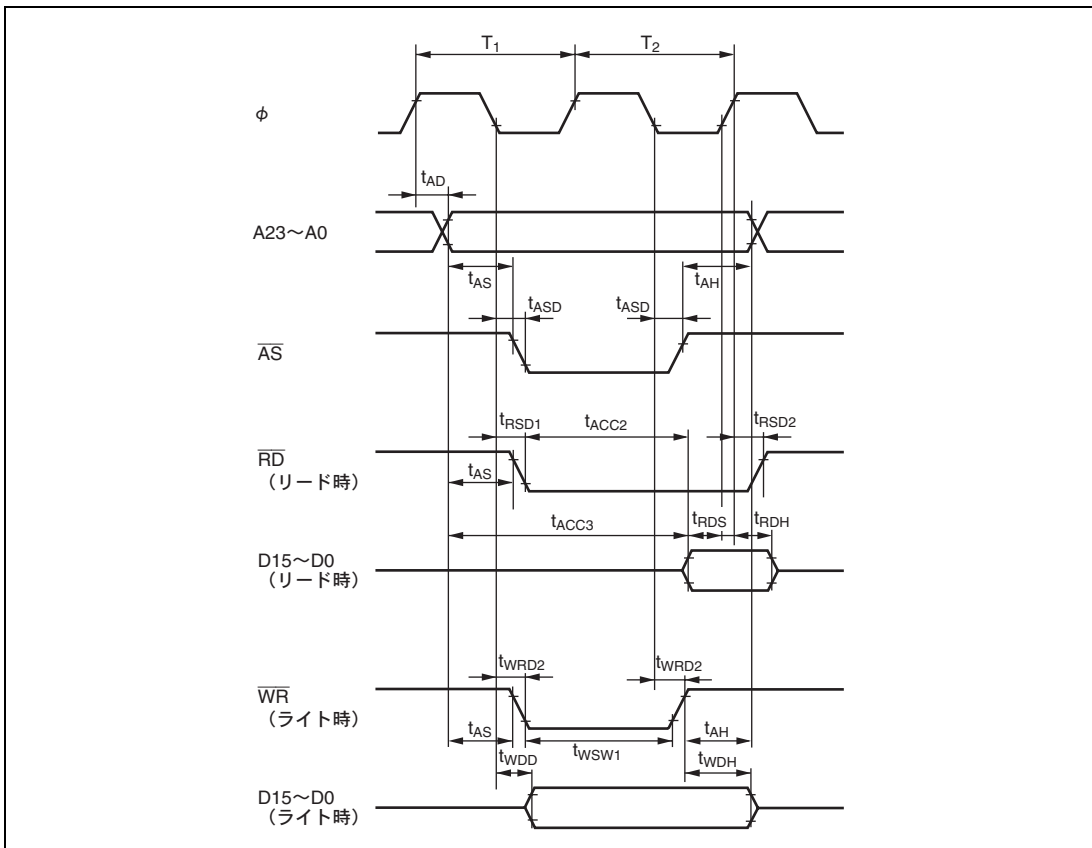 T1 T2
φ
tAD
A23～A0
tAS tAH
tASD tASD
AS
tRSD1 tACC2 tRSD2
RD
（リード時）
tAS
tACC3 tRDS tRDH
D15～D0
（リード時）
tWRD2 tWRD2
WR
（ライト時）
tAS tWSW1 tAH
tWDD tWDH
D15～D0
（ライト時）